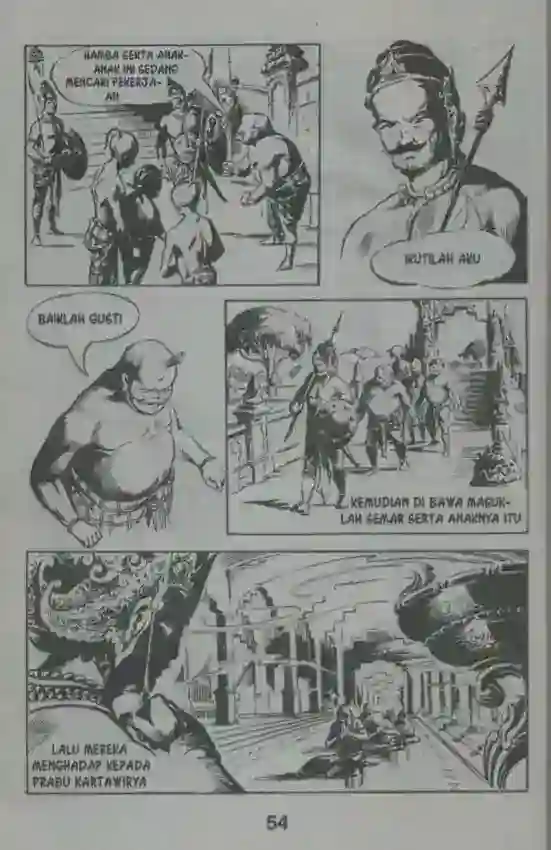 HAMBA SERTA ANAK-
ANAK INI SEDANG
MENCARI PEKERJA-
AN
IKUTILAH AKU
BAIKLAH GUSTI
KEMUDIAN DI BAWA MASUK-
LAH SEMAR SERTA ANAKNYA ITU
LALU MEREKA
MENGHADAP KEPADA
PRABU KARTAWIRYA
54